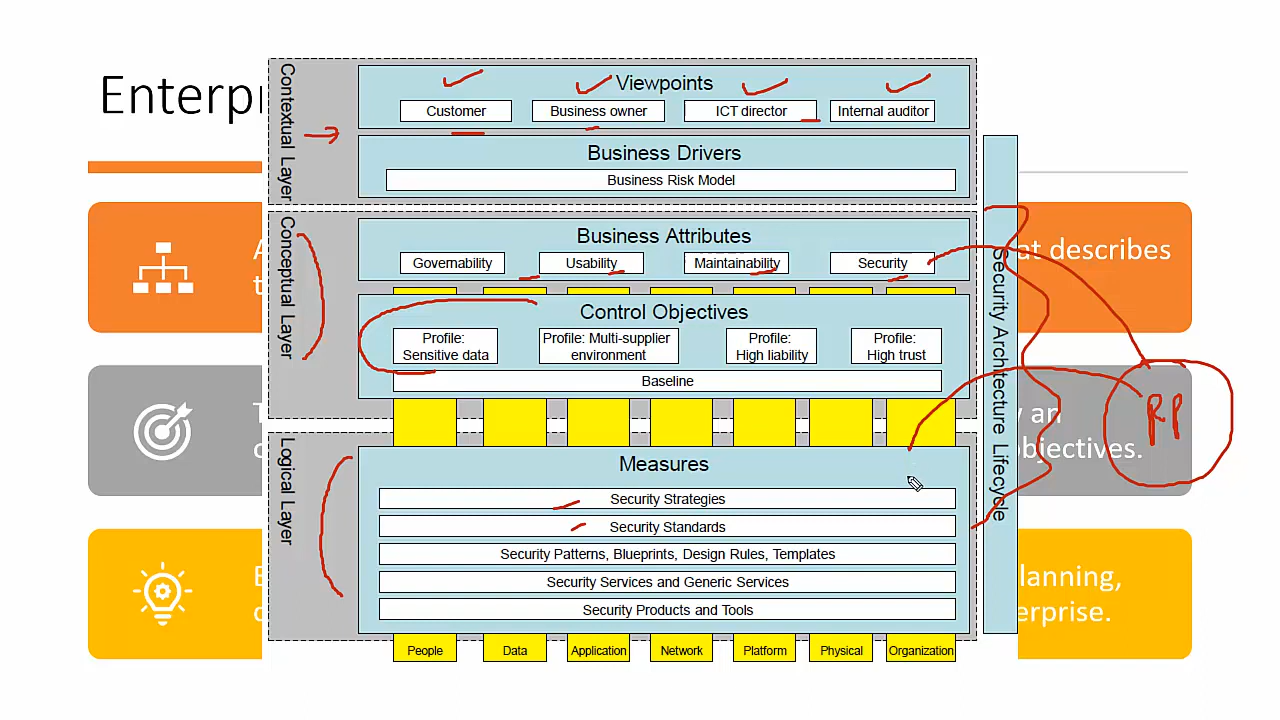 Enterpr
Contextual Layer
Viewpoints
Customer
Business owner
ICT director
Internal auditor
Business Drivers
Business Risk Model
Conceptual Layer
Business Attributes
Governability
Usability
Maintainability
Security
Control Objectives
Profile:
Sensitive data
Profile: Multi-supplier
environment
Profile:
High liability
Profile:
High trust
Baseline
Logical Layer
Measures
Security Strategies
Security Standards
Security Patterns, Blueprints, Design Rules, Templates
Security Services and Generic Services
Security Products and Tools
People
Data
Application
Network
Platform
Physical
Organization
Security Architecture Lifecycle
at describes
an
objectives.
lanning,
erprise.
RP